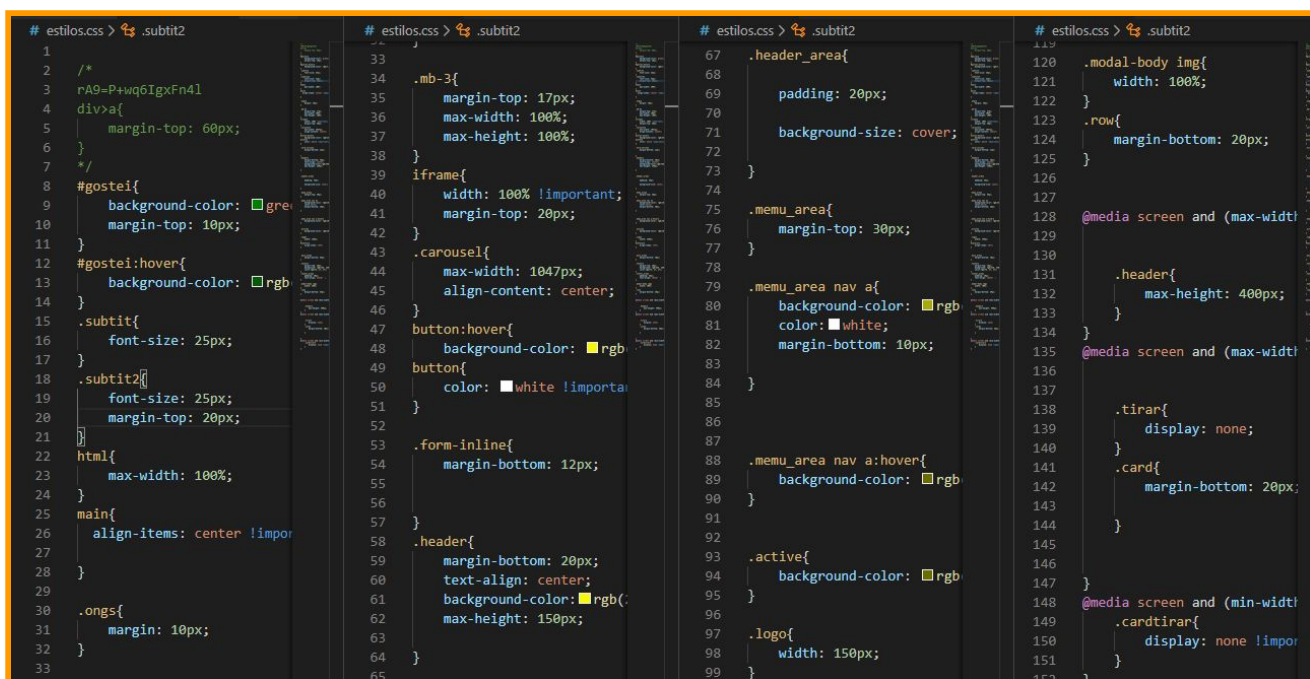 # estilos.css > .subtit2
1
2 /*
3 rA9=P+wq6IgxFn4l
4 div>a{
5 margin-top: 60px;
6 }
7 */
8 #gostei{
9 background-color: gree
10 margin-top: 10px;
11 }
12 #gostei:hover{
13 background-color: rgb
14 }
15 .subtit{
16 font-size: 25px;
17 }
18 .subtit2{
19 font-size: 25px;
20 margin-top: 20px;
21 }
22 html{
23 max-width: 100%;
24 }
25 main{
26 align-items: center !impor
27
28 }
29
30 .ongs{
31 margin: 10px;
32 }
33
# estilos.css > .subtit2
32 }
33
34 .mb-3{
35 margin-top: 17px;
36 max-width: 100%;
37 max-height: 100%;
38 }
39 iframe{
40 width: 100% !important;
41 margin-top: 20px;
42 }
43 .carousel{
44 max-width: 1047px;
45 align-content: center;
46 }
47 button:hover{
48 background-color: rgb
49 button{
50 color: white !importa
51 }
52
53 .form-inline{
54 margin-bottom: 12px;
55
56
57 }
58 .header{
59 margin-bottom: 20px;
60 text-align: center;
61 background-color: rgb(
62 max-height: 150px;
63
64 }
65
# estilos.css > .subtit2
67 .header_area{
68
69 padding: 20px;
70
71 background-size: cover;
72
73 }
74
75 .memu_area{
76 margin-top: 30px;
77 }
78
79 .memu_area nav a{
80 background-color: rgb
81 color: white;
82 margin-bottom: 10px;
83
84 }
85
86
87
88 .memu_area nav a:hover{
89 background-color: rgb
90 }
91
92
93 .active{
94 background-color: rgb
95 }
96
97 .logo{
98 width: 150px;
99 }
# estilos.css > .subtit2
119
120 .modal-body img{
121 width: 100%;
122 }
123 .row{
124 margin-bottom: 20px;
125 }
126
127
128 @media screen and (max-width
129
130
131 .header{
132 max-height: 400px;
133 }
134 }
135 @media screen and (max-width
136
137
138 .tirar{
139 display: none;
140 }
141 .card{
142 margin-bottom: 20px;
143
144 }
145
146
147 }
148 @media screen and (min-width
149 .cardtirar{
150 display: none !impor
151 }